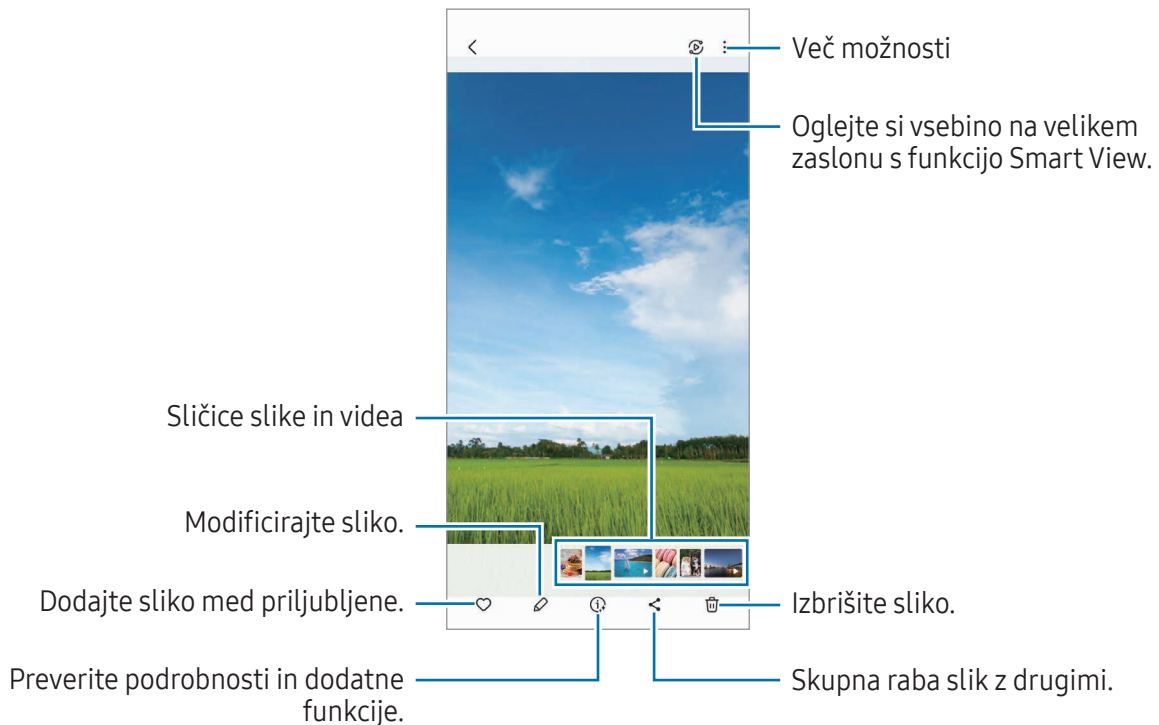 Več možnosti
Oglejte si vsebino na velikem
zaslonu s funkcijo Smart View.
Sličice slike in videa
Modificirajte sliko.
Dodajte sliko med priljubljene.
Izbrišite sliko.
Preverite podrobnosti in dodatne
funkcije.
Skupna raba slik z drugimi.